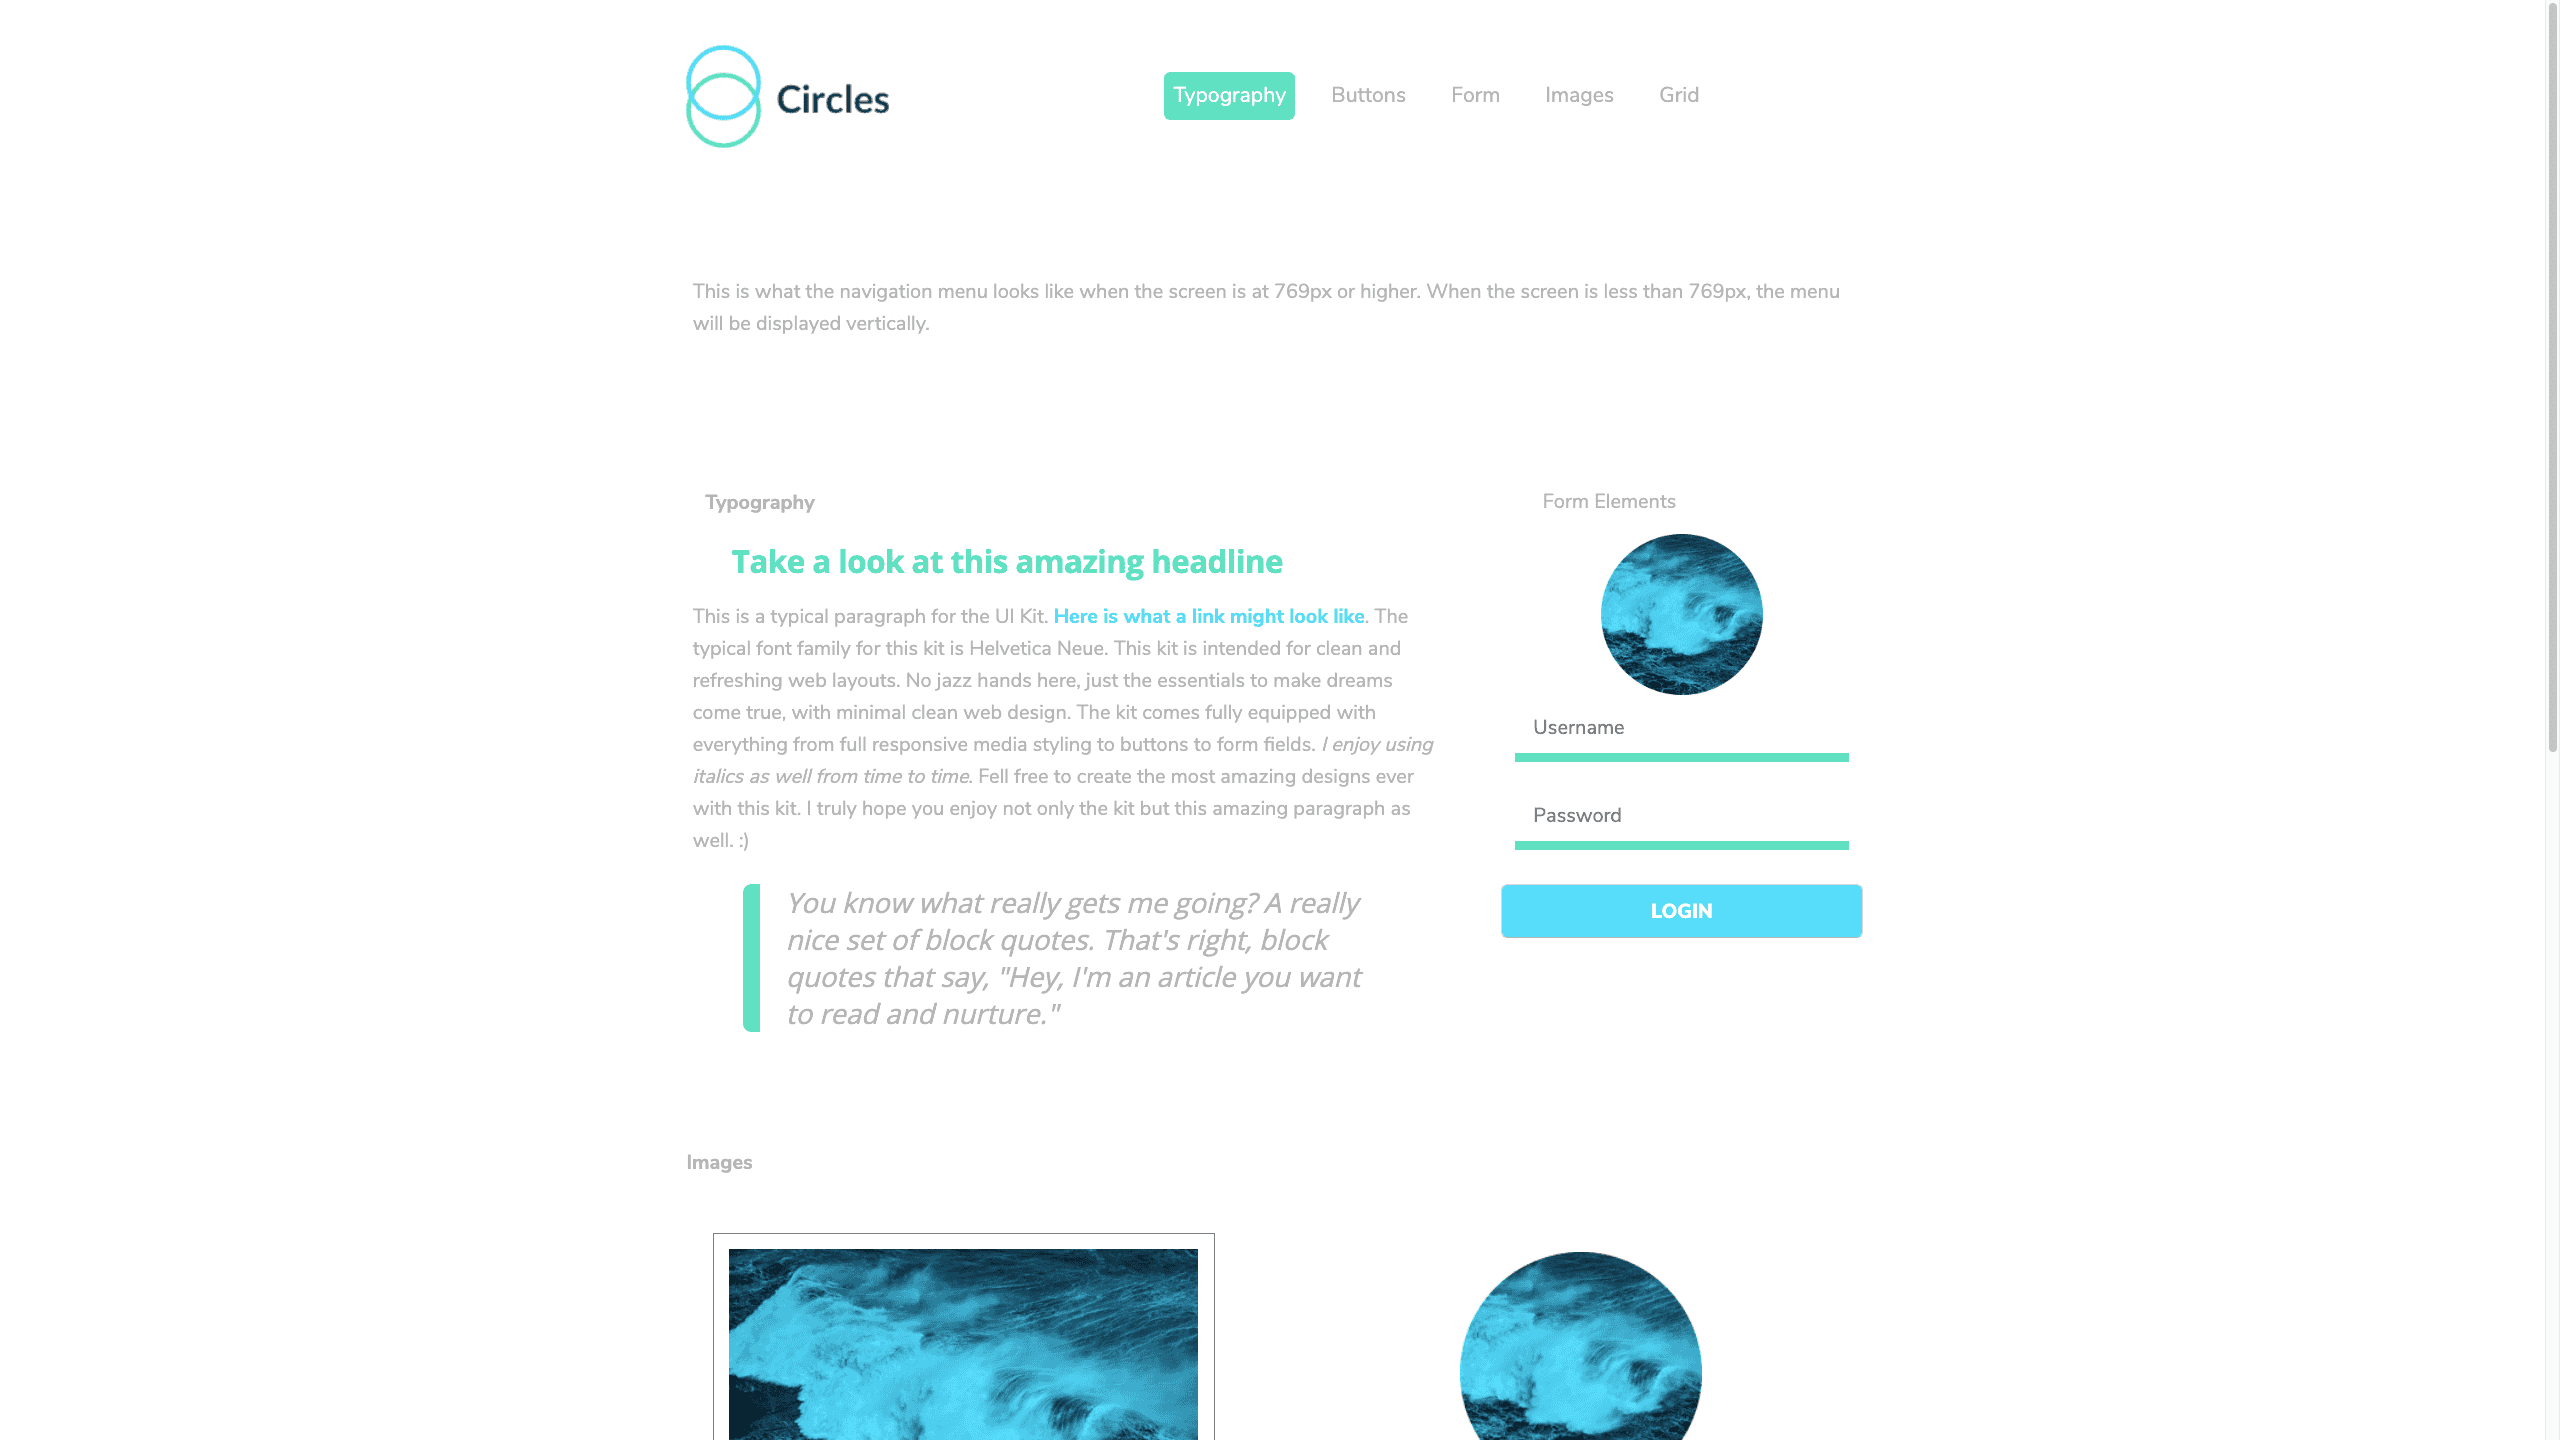 Circles
Typography Buttons Form Images Grid
This is what the navigation menu looks like when the screen is at 769px or higher. When the screen is less than 769px, the menu
will be displayed vertically.
Typography
Take a look at this amazing headline
This is a typical paragraph for the UI Kit. Here is what a link might look like. The
typical font family for this kit is Helvetica Neue. This kit is intended for clean and
refreshing web layouts. No jazz hands here, just the essentials to make dreams
come true, with minimal clean web design. The kit comes fully equipped with
everything from full responsive media styling to buttons to form fields. I enjoy using
italics as well from time to time. Fell free to create the most amazing designs ever
with this kit. I truly hope you enjoy not only the kit but this amazing paragraph as
well. :)
You know what really gets me going? A really
nice set of block quotes. That's right, block
quotes that say, "Hey, I'm an article you want
to read and nurture."
Form Elements
Username
Password
LOGIN
Images